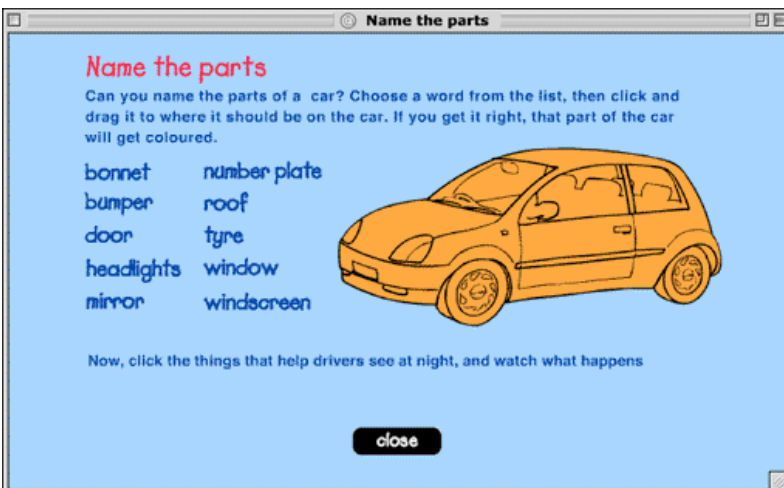 Name the parts
Name the parts
Can you name the parts of a car? Choose a word from the list, then click and
drag it to where it should be on the car. If you get it right, that part of the car
will get coloured.
bonnet number plate
bumper roof
door tyre
headlights window
mirror windscreen
Now, click the things that help drivers see at night, and watch what happens
close